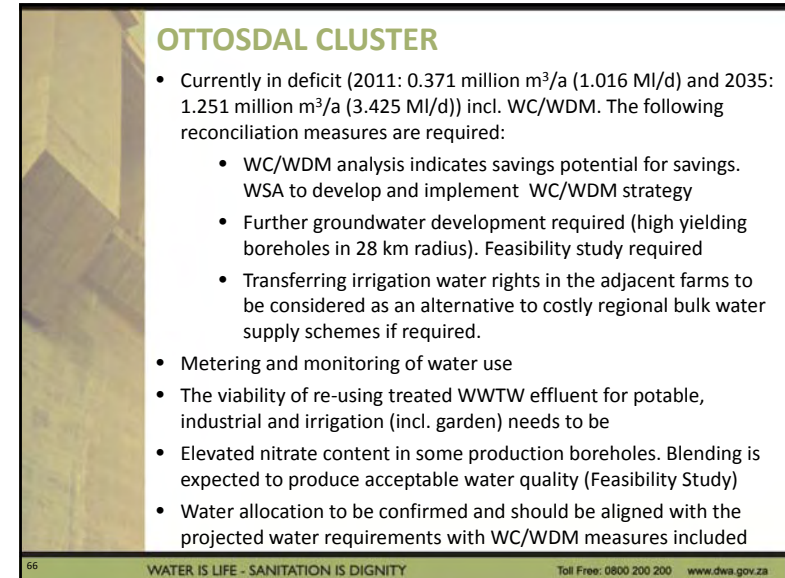 OTTOSDAL CLUSTER
• Currently in deficit (2011: 0.371 million m³/a (1.016 Ml/d) and 2035:
1.251 million m³/a (3.425 Ml/d)) incl. WC/WDM. The following
reconciliation measures are required:
• WC/WDM analysis indicates savings potential for savings.
WSA to develop and implement WC/WDM strategy
• Further groundwater development required (high yielding
boreholes in 28 km radius). Feasibility study required
• Transferring irrigation water rights in the adjacent farms to
be considered as an alternative to costly regional bulk water
supply schemes if required.
• Metering and monitoring of water use
• The viability of re-using treated WWTW effluent for potable,
industrial and irrigation (incl. garden) needs to be
• Elevated nitrate content in some production boreholes. Blending is
expected to produce acceptable water quality (Feasibility Study)
• Water allocation to be confirmed and should be aligned with the
projected water requirements with WC/WDM measures included
66 WATER IS LIFE - SANITATION IS DIGNITY Toll Free: 0800 200 200 www.dwa.gov.za